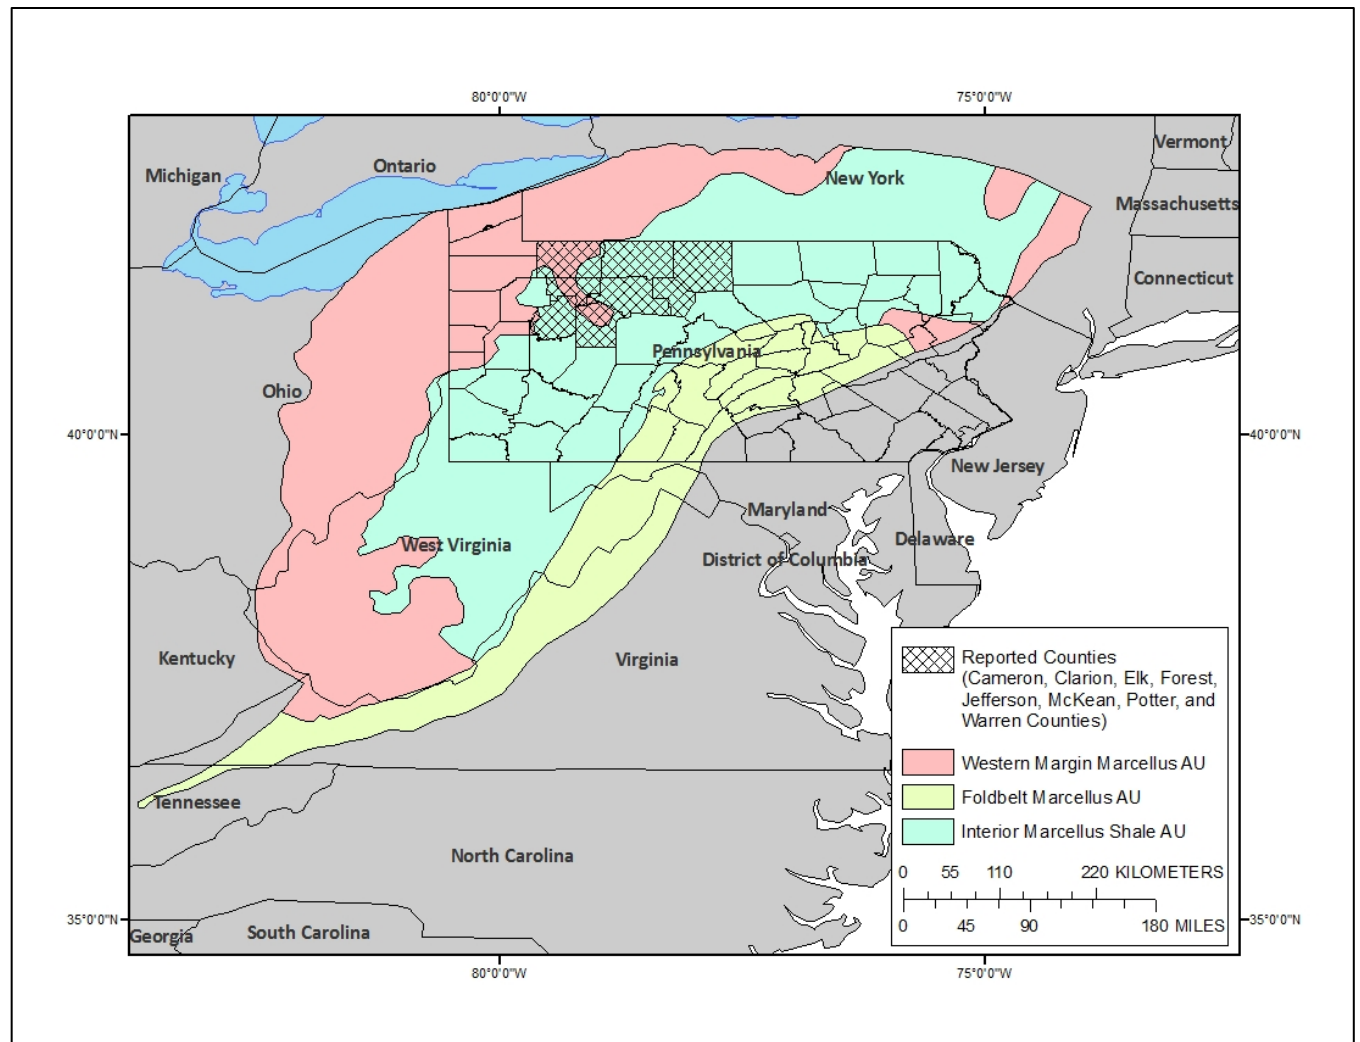 80°0'0"W
75°0'0"W
Vermont
Michigan
Ontario
New York
Massachusetts
Connecticut
Pennsylvania
Ohio
40°0'0"N
40°0'0"N
New Jersey
Maryland
West Virginia
Delaware
District of Columbia
Kentucky
Virginia
Reported Counties
(Cameron, Clarion, Elk, Forest,
Jefferson, McKean, Potter, and
Warren Counties)
Western Margin Marcellus AU
Foldbelt Marcellus AU
Interior Marcellus Shale AU
0 55 110 220 KILOMETERS
0 45 90 180 MILES
Tennessee
North Carolina
35°0'0"N
35°0'0"N
Georgia
South Carolina
80°0'0"W
75°0'0"W